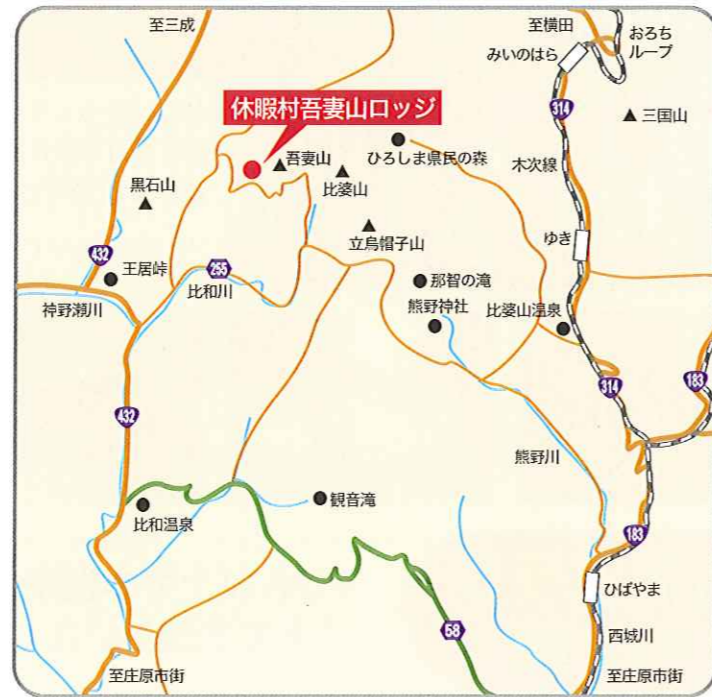 至三成
至横田
おろち
ループ
みいのはら
314
三国山
休暇村吾妻山ロッジ
吾妻山
ひろしま県民の森
比婆山
木次線
黒石山
立烏帽子山
ゆき
432
王居峠
255
比和川
那智の滝
神野瀬川
熊野神社
比婆山温泉
314
183
432
熊野川
観音滝
比和温泉
183
ひばやま
58
西城川
至庄原市街
至庄原市街